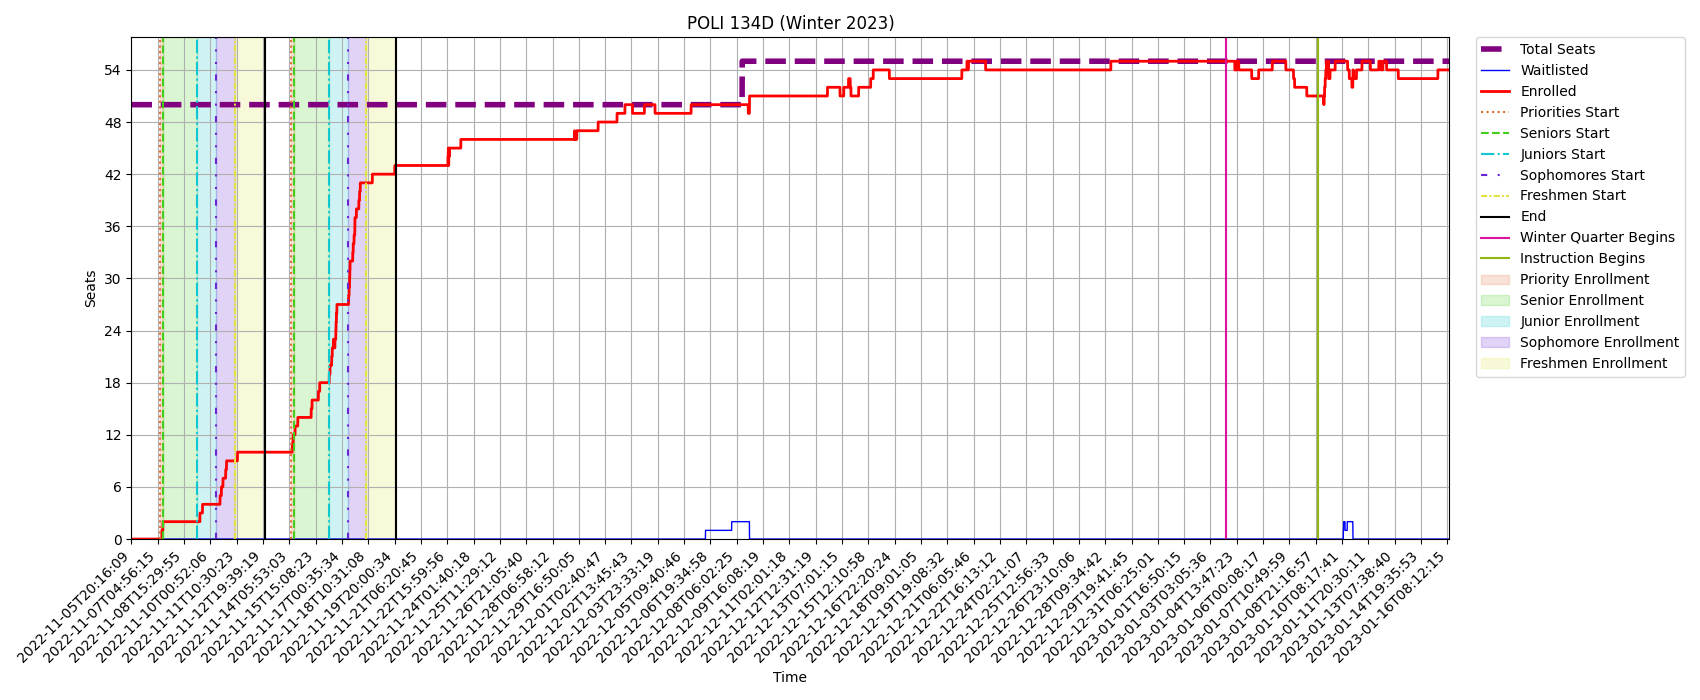 POLI 134D (Winter 2023)
Seats
54
48
42
36
30
24
18
12
6
0
2022-11-05T20:16:09
2022-11-07T04:56:15
2022-11-08T15:29:55
2022-11-10T00:52:06
2022-11-11T10:30:23
2022-11-12T19:39:19
2022-11-14T05:53:03
2022-11-15T15:08:23
2022-11-17T00:35:34
2022-11-18T10:31:08
2022-11-19T20:00:34
2022-11-21T06:20:45
2022-11-22T15:59:56
2022-11-24T01:40:18
2022-11-25T11:29:12
2022-11-26T21:05:40
2022-11-28T06:58:12
2022-11-29T16:50:05
2022-12-01T02:40:47
2022-12-02T13:45:43
2022-12-03T23:33:19
2022-12-05T09:40:46
2022-12-06T19:34:58
2022-12-08T06:02:25
2022-12-09T16:08:19
2022-12-11T02:01:18
2022-12-12T12:31:19
2022-12-13T07:01:15
2022-12-15T12:10:58
2022-12-16T22:20:24
2022-12-18T09:01:05
2022-12-19T19:08:32
2022-12-21T06:05:46
2022-12-22T16:13:12
2022-12-24T02:21:07
2022-12-25T12:56:33
2022-12-26T23:10:06
2022-12-28T09:34:42
2022-12-29T19:41:45
2022-12-31T06:25:01
2023-01-01T16:50:15
2023-01-03T03:05:36
2023-01-04T13:47:23
2023-01-06T00:08:17
2023-01-07T10:49:59
2023-01-08T21:16:57
2023-01-10T08:17:41
2023-01-11T20:30:11
2023-01-13T07:38:40
2023-01-14T19:35:53
2023-01-16T08:12:15
Time
Total Seats
Waitlisted
Enrolled
Priorities Start
Seniors Start
Juniors Start
Sophomores Start
Freshmen Start
End
Winter Quarter Begins
Instruction Begins
Priority Enrollment
Senior Enrollment
Junior Enrollment
Sophomore Enrollment
Freshmen Enrollment